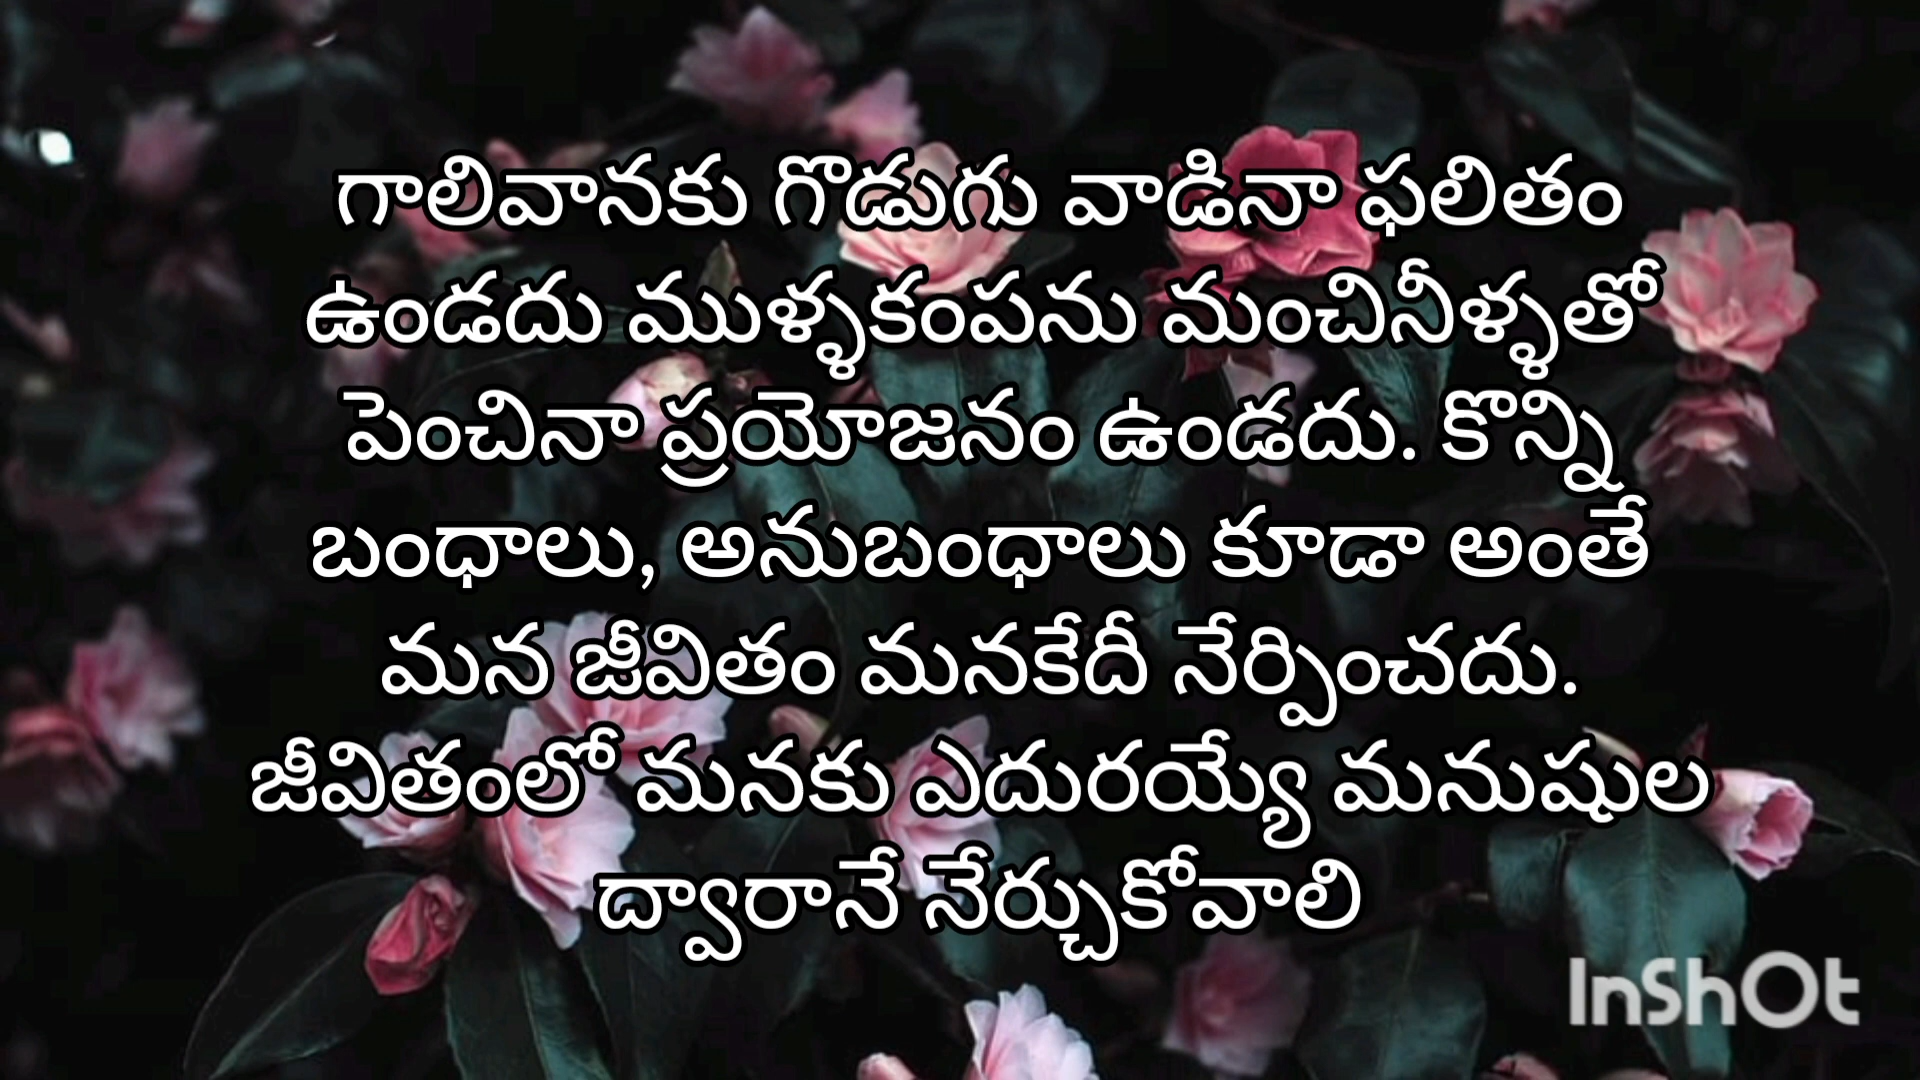 గాలివానకు గొడుగు వాడినా ఫలితం
ఉండదు ముళ్ళకంపను మంచినీళ్ళతో
పెంచినా ప్రయోజనం ఉండదు. కొన్ని
బంధాలు, అనుబంధాలు కూడా అంతే
మన జీవితం మనకేదీ నేర్పించదు.
జీవితంలో మనకు ఎదురయ్యే మనుషుల
ద్వారానే నేర్చుకోవాలి
InShOt